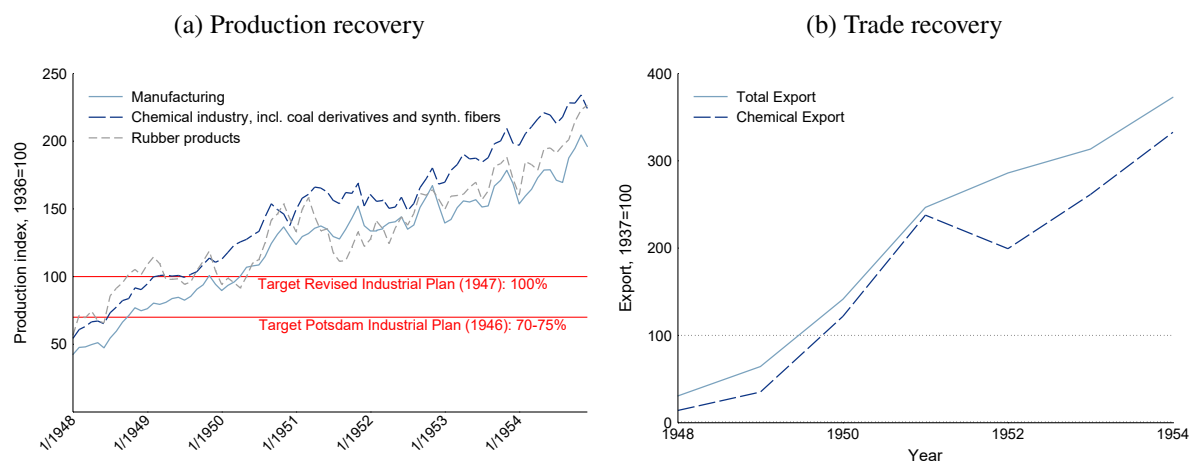 (a) Production recovery
250
200
150
100
50
Production index, 1936=100
Manufacturing
Chemical industry, incl. coal derivatives and synth. fibers
Rubber products
Target Revised Industrial Plan (1947): 100%
Target Potsdam Industrial Plan (1946): 70-75%
1/1948
1/1949
1/1950
1/1951
1/1952
1/1953
1/1954
(b) Trade recovery
400
300
200
100
0
Export, 1937=100
Total Export
Chemical Export
1948
1950
1952
1954
Year